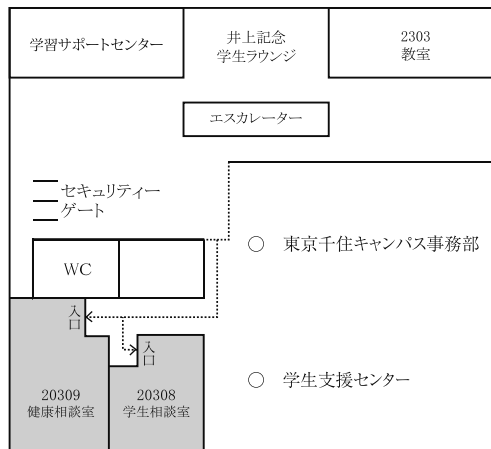 学習サポートセンター
井上記念
学生ラウンジ
2303
教室
エスカレーター
セキュリティー
ゲート
WC
○ 東京千住キャンパス事務部
入口
入口
20309
健康相談室
20308
学生相談室
○ 学生支援センター